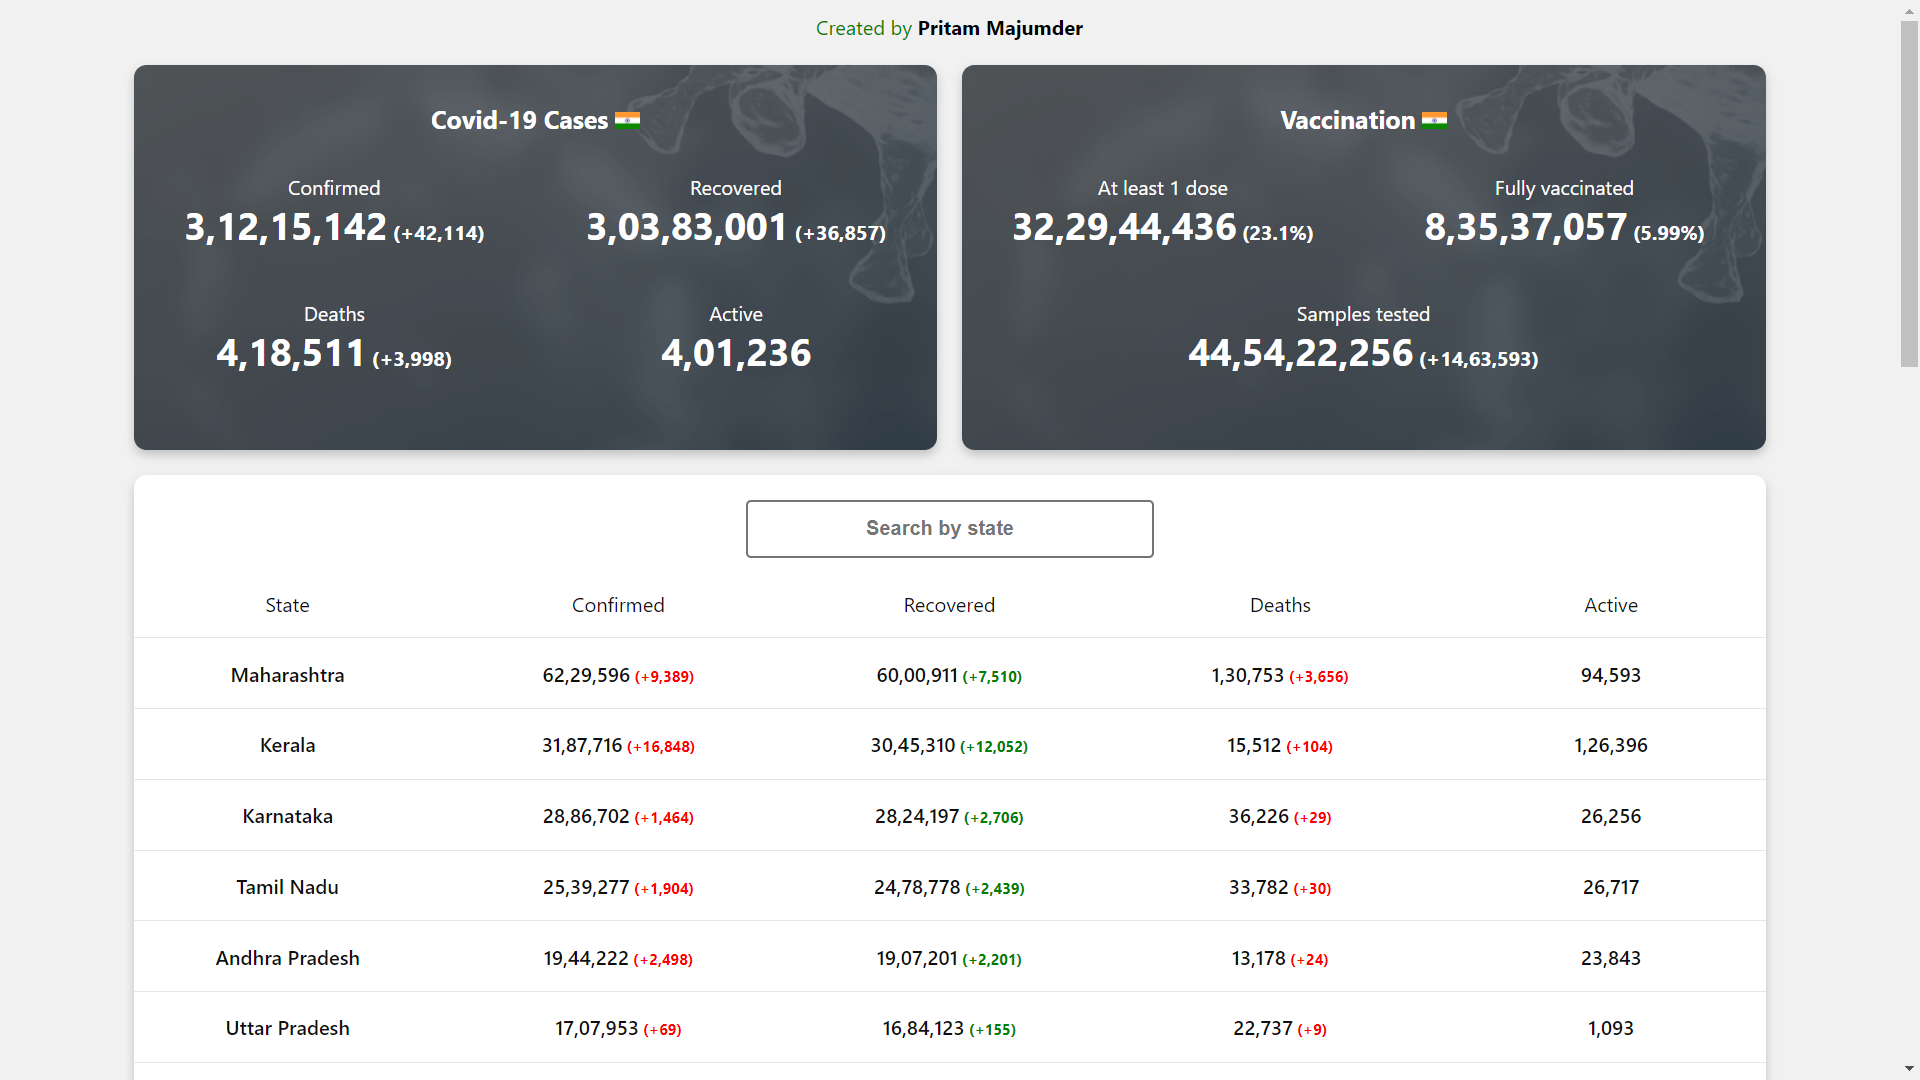 Created by Pritam Majumder
Covid-19 Cases
Confirmed
3,12,15,142 (+42,114)
Recovered
3,03,83,001 (+36,857)
Deaths
4,18,511 (+3,998)
Active
4,01,236
Vaccination
At least 1 dose
32,29,44,436 (23.1%)
Fully vaccinated
8,35,37,057 (5.99%)
Samples tested
44,54,22,256 (+14,63,593)
Search by state
State Confirmed Recovered Deaths Active
Maharashtra 62,29,596 (+9,389) 60,00,911 (+7,510) 1,30,753 (+3,656) 94,593
Kerala 31,87,716 (+16,848) 30,45,310 (+12,052) 15,512 (+104) 1,26,396
Karnataka 28,86,702 (+1,464) 28,24,197 (+2,706) 36,226 (+29) 26,256
Tamil Nadu 25,39,277 (+1,904) 24,78,778 (+2,439) 33,782 (+30) 26,717
Andhra Pradesh 19,44,222 (+2,498) 19,07,201 (+2,201) 13,178 (+24) 23,843
Uttar Pradesh 17,07,953 (+69) 16,84,123 (+155) 22,737 (+9) 1,093